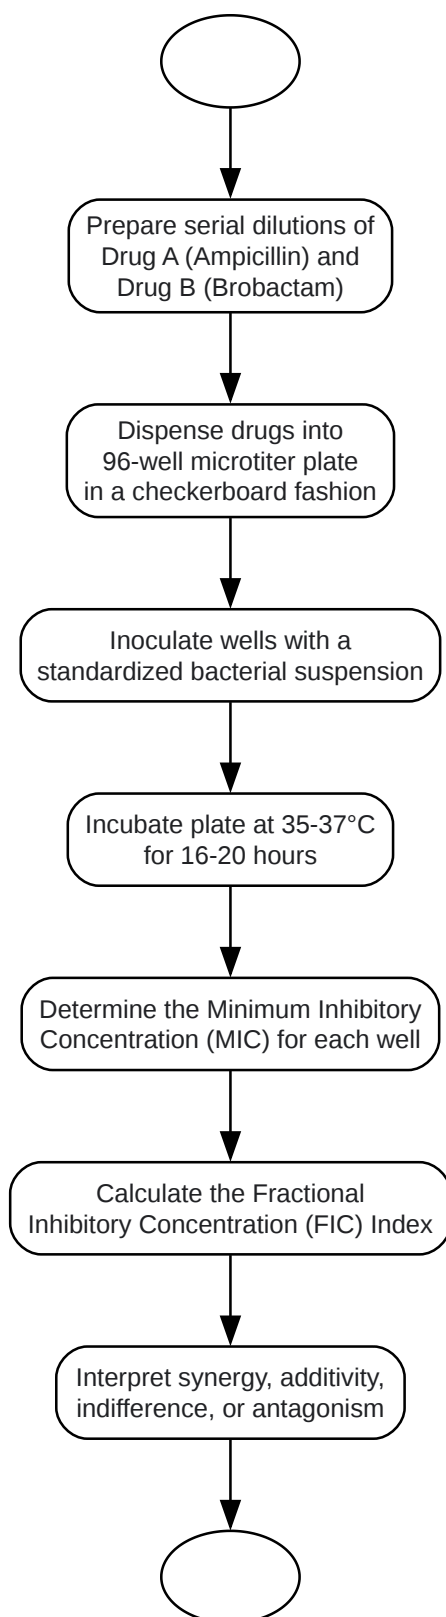 Prepare serial dilutions of
Drug A (Ampicillin) and
Drug B (Brobactam)
Dispense drugs into
96-well microtiter plate
in a checkerboard fashion
Inoculate wells with a
standardized bacterial suspension
Incubate plate at 35-37°C
for 16-20 hours
Determine the Minimum Inhibitory
Concentration (MIC) for each well
Calculate the Fractional
Inhibitory Concentration (FIC) Index
Interpret synergy, additivity,
indifference, or antagonism